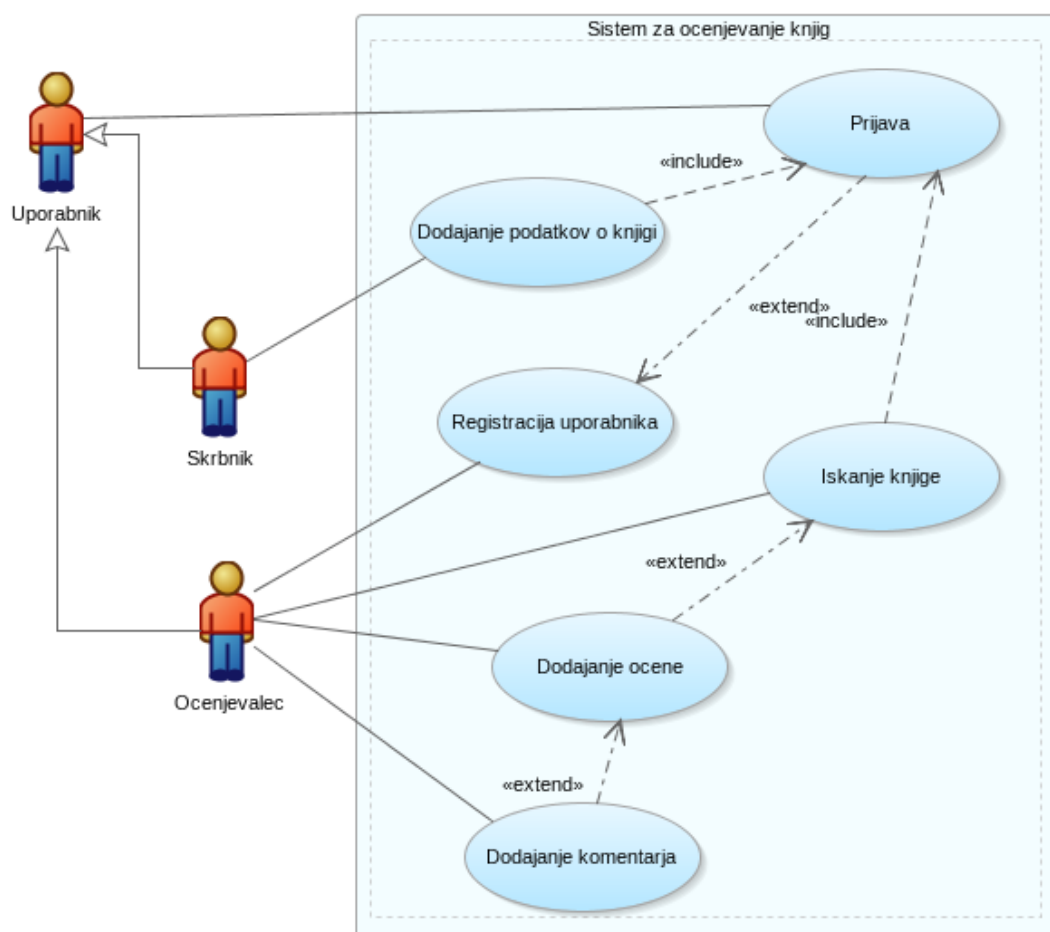 Sistem za ocenjevanje knjig
Prijava
«include»
Uporabnik
Dodajanje podatkov o knjigi
«extend»
«include»
Registracija uporabnika
Skrbnik
Iskanje knjige
«extend»
Dodajanje ocene
Ocenjevalec
«extend»
Dodajanje komentarja